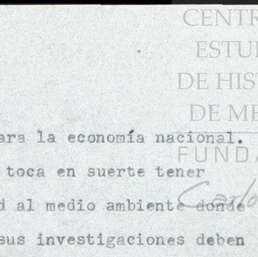 CENTR
ESTU
DE HIS
DE ME
FUNDA
Carlo
ara la economía nacional.
toca en suerte tener
d al medio ambiente donde
sus investigaciones deben